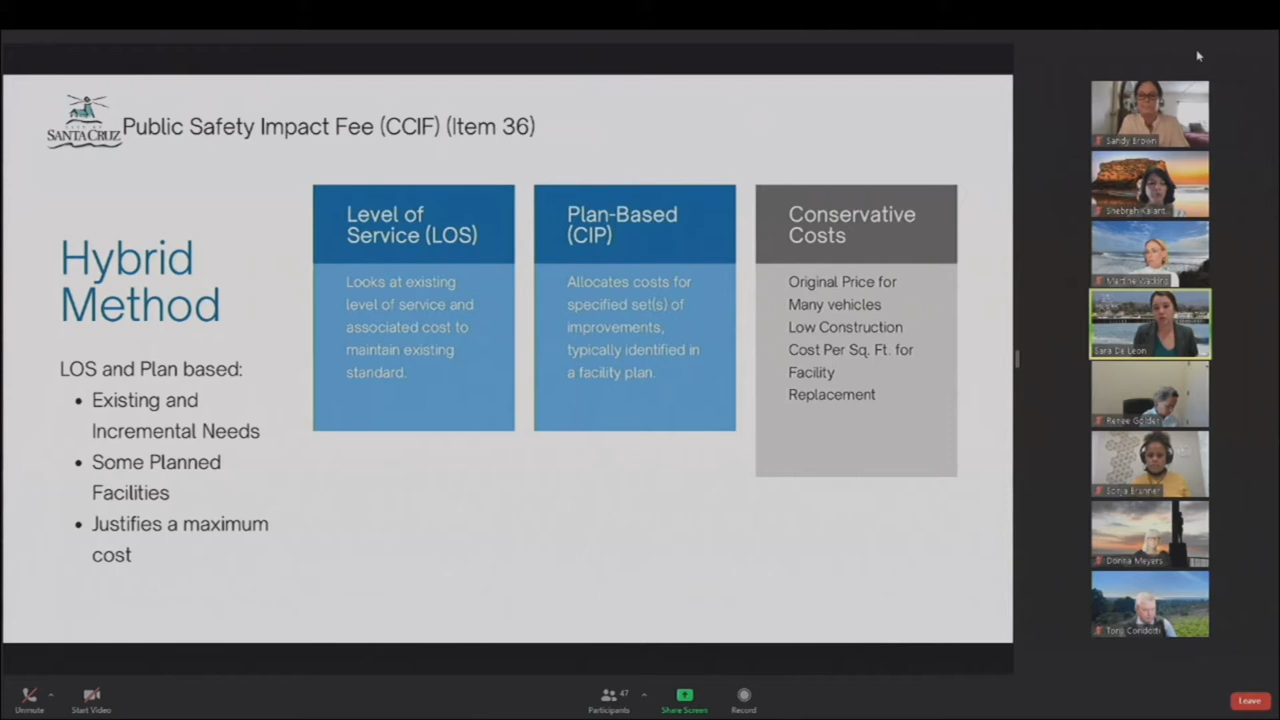 CITY OF
SANTA CRUZ
Public Safety Impact Fee (CCIF) (Item 36)
Hybrid
Method
LOS and Plan based:
• Existing and
Incremental Needs
• Some Planned
Facilities
• Justifies a maximum
cost
Level of
Service (LOS)
Looks at existing
level of service and
associated cost to
maintain existing
standard.
Plan-Based
(CIP)
Allocates costs for
specified set(s) of
improvements,
typically identified in
a facility plan.
Conservative
Costs
Original Price for
Many vehicles
Low Construction
Cost Per Sq. Ft. for
Facility
Replacement
Sandy Brown
Shebreh Kalant...
Martine Watkins
Sara De Leon
Renee Golder
Sonja Brunner
Donna Meyers
Tony Condotti
Unmute
Start Video
47
Participants
Share Screen
Record
Leave